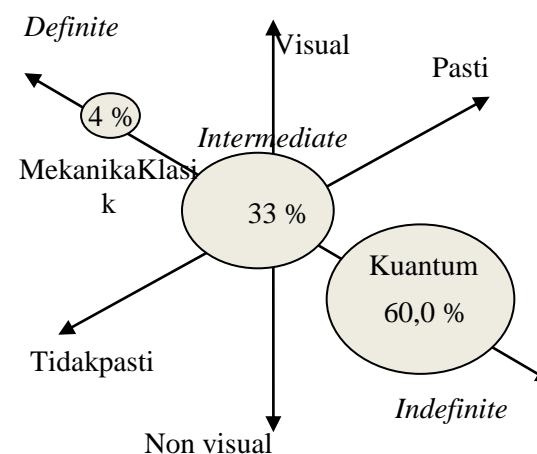 Definite
Visual
Pasti
4 %
Intermediate
MekanikaKlasi
k
33 %
Kuantum
60,0 %
Tidakpasti
Indefinite
Non visual